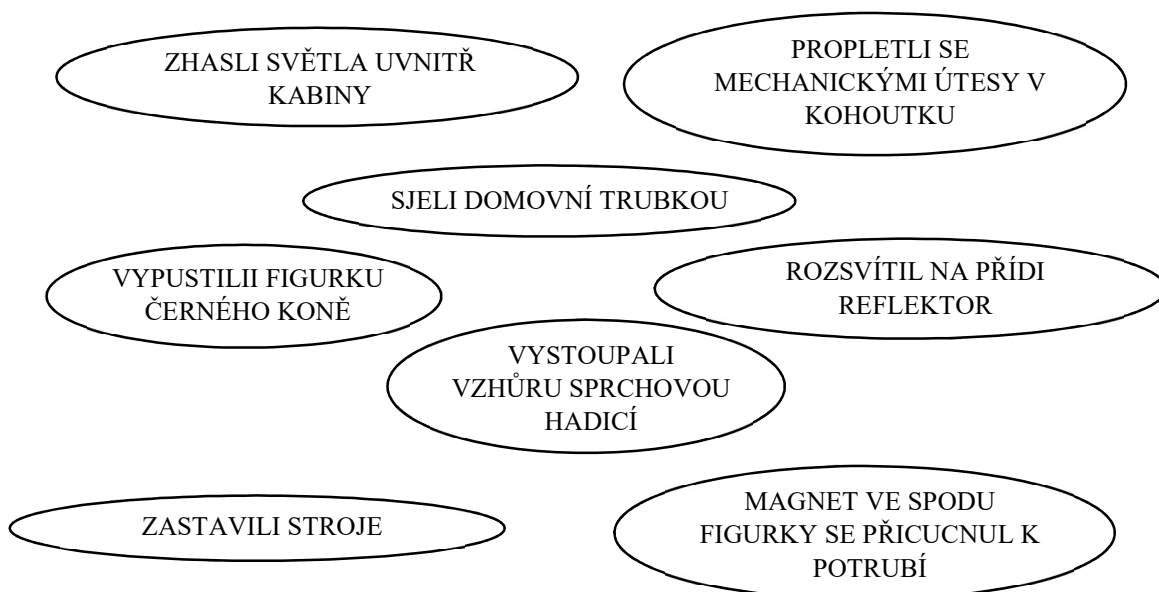 ZHASLI SVĚTLA UVNITŘ
KABINY
PROPLETLI SE
MECHANICKÝMI ÚTESY V
KOHOUTKU
SJELI DOMOVNÍ TRUBKOU
VYPUSTILII FIGURKU
ČERNÉHO KONĚ
ROZSVÍTIL NA PŘÍDI
REFLEKTOR
VYSTOUPALI
VZHŮRU SPRCHOVOU
HADICÍ
ZASTAVILI STROJE
MAGNET VE SPODU
FIGURKY SE PŘICUCNUL K
POTRUBÍ